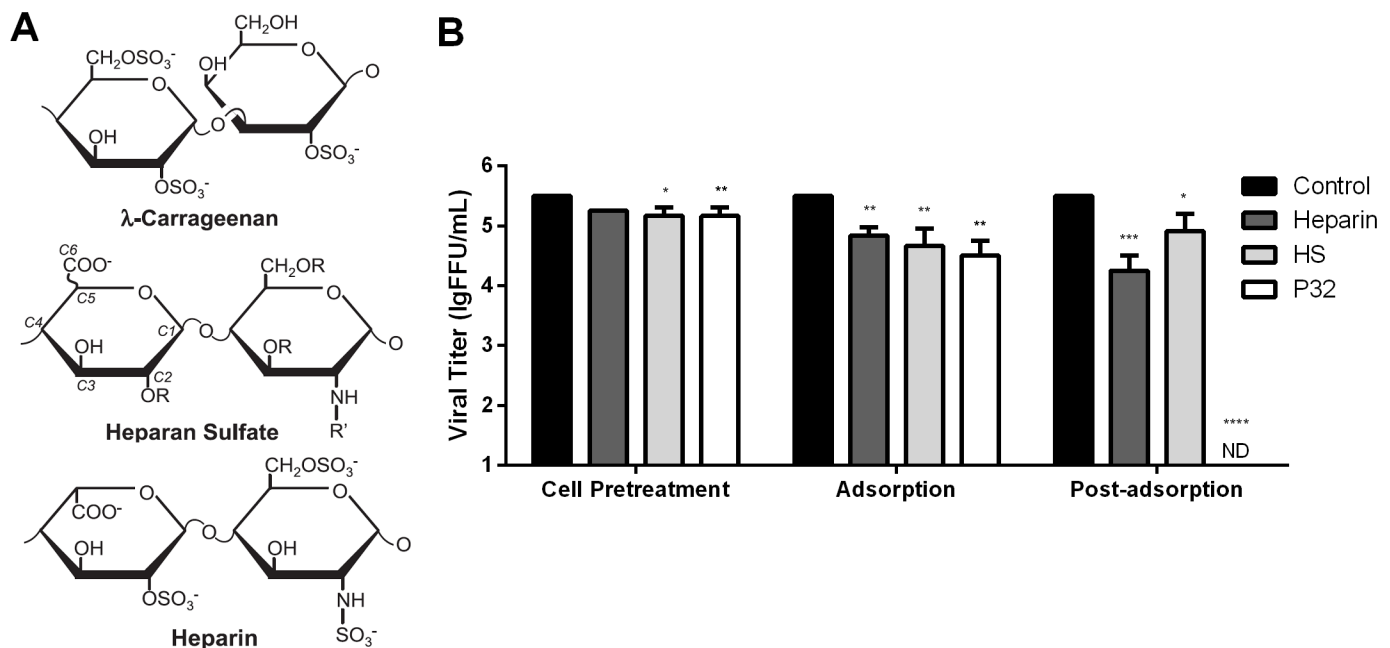 A
CH₂OH
CH₂OSO₃⁻
O
OH
O
O
O
OH
OSO₃⁻
OSO₃⁻
λ-Carrageenan
C6
COO⁻
CH₂OR
C5
O
O
C4
C1
O
O
OH
OR
C3
C2
OR
NH
R'
Heparan Sulfate
CH₂OSO₃⁻
O
O
COO⁻
O
O
OH
OH
OSO₃⁻
NH
SO₃⁻
Heparin
B
Viral Titer (lgFFU/mL)
6
5
4
3
2
1
* **
** ** **
*** * ****
ND
Cell Pretreatment
Adsorption
Post-adsorption
Control
Heparin
HS
P32